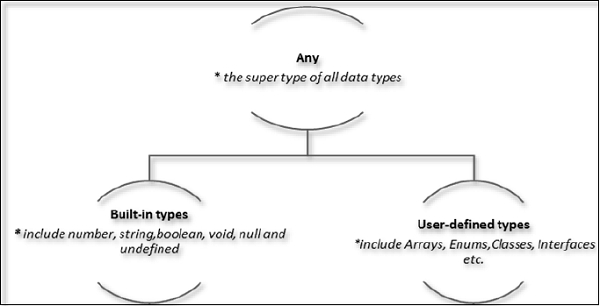 Any
* the super type of all data types
Built-in types
* include number, string,boolean, void, null and
undefined
User-defined types
*include Arrays, Enums,Classes, Interfaces
etc.